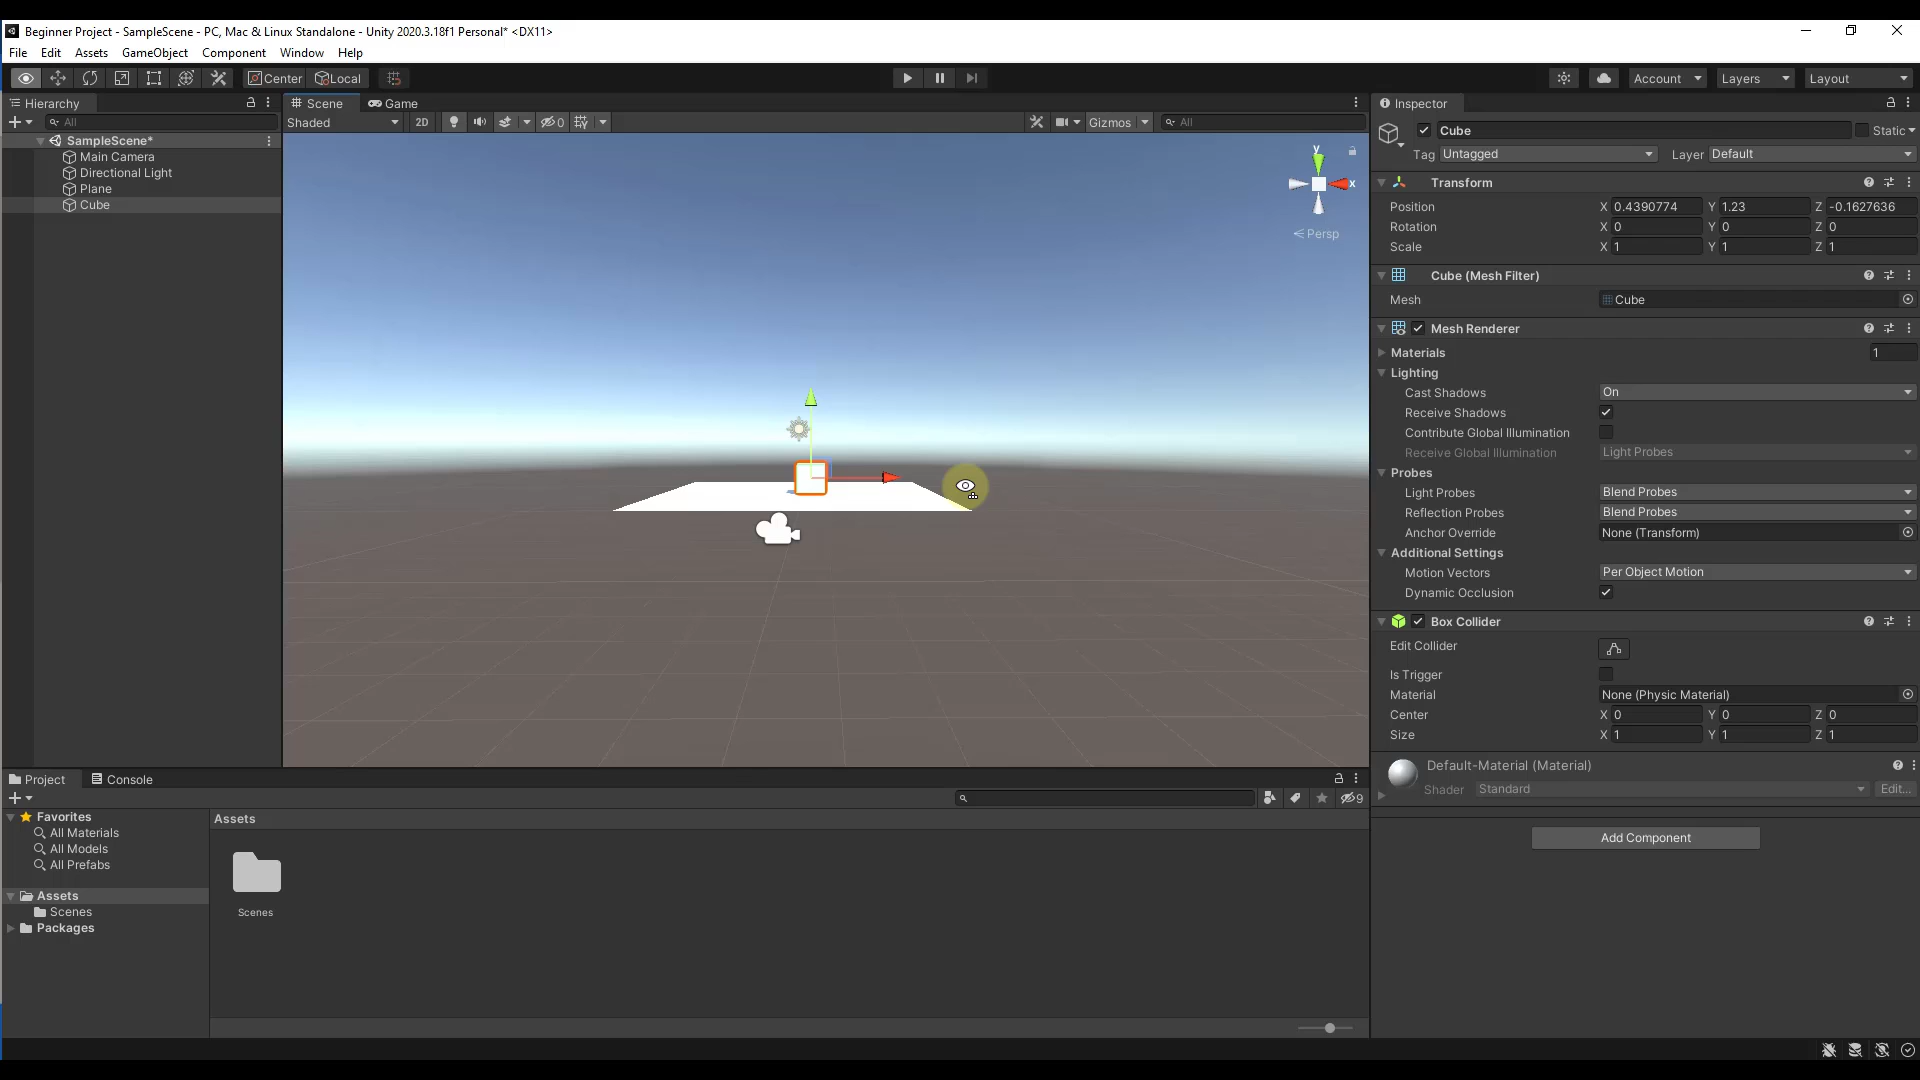 Beginner Project - SampleScene - PC, Mac & Linux Standalone - Unity 2020.3.18f1 Personal* <DX11>
File Edit Assets GameObject Component Window Help
Center Local Account Layers Layout
Hierarchy
All
SampleScene*
Main Camera
Directional Light
Plane
Cube
Scene Game
Shaded 2D 0 Gizmos All
y
x
Persp
Inspector
Cube Static
Tag Untagged Layer Default
Transform
Position X 0.4390774 Y 1.23 Z -0.1627636
Rotation X 0 Y 0 Z 0
Scale X 1 Y 1 Z 1
Cube (Mesh Filter)
Mesh Cube
Mesh Renderer
Materials 1
Lighting
Cast Shadows On
Receive Shadows
Contribute Global Illumination
Receive Global Illumination Light Probes
Probes
Light Probes Blend Probes
Reflection Probes Blend Probes
Anchor Override None (Transform)
Additional Settings
Motion Vectors Per Object Motion
Dynamic Occlusion
Box Collider
Edit Collider
Is Trigger
Material None (Physic Material)
Center X 0 Y 0 Z 0
Size X 1 Y 1 Z 1
Default-Material (Material)
Shader Standard Edit...
Add Component
Project Console
9
Favorites
All Materials
All Models
All Prefabs
Assets
Scenes
Packages
Assets
Scenes